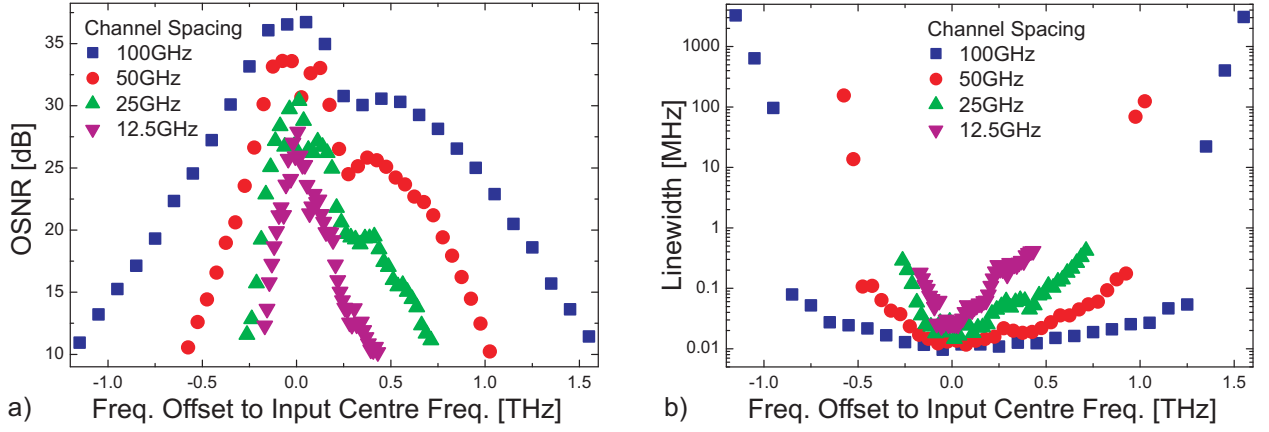 Channel Spacing
100GHz
50GHz
25GHz
12.5GHz
OSNR [dB]
35
30
25
20
15
10
-1.0 -0.5 0.0 0.5 1.0 1.5
a) Freq. Offset to Input Centre Freq. [THz]
Channel Spacing
100GHz
50GHz
25GHz
12.5GHz
Linewidth [MHz]
1000
100
10
1
0.1
0.01
-1.0 -0.5 0.0 0.5 1.0 1.5
b) Freq. Offset to Input Centre Freq. [THz]